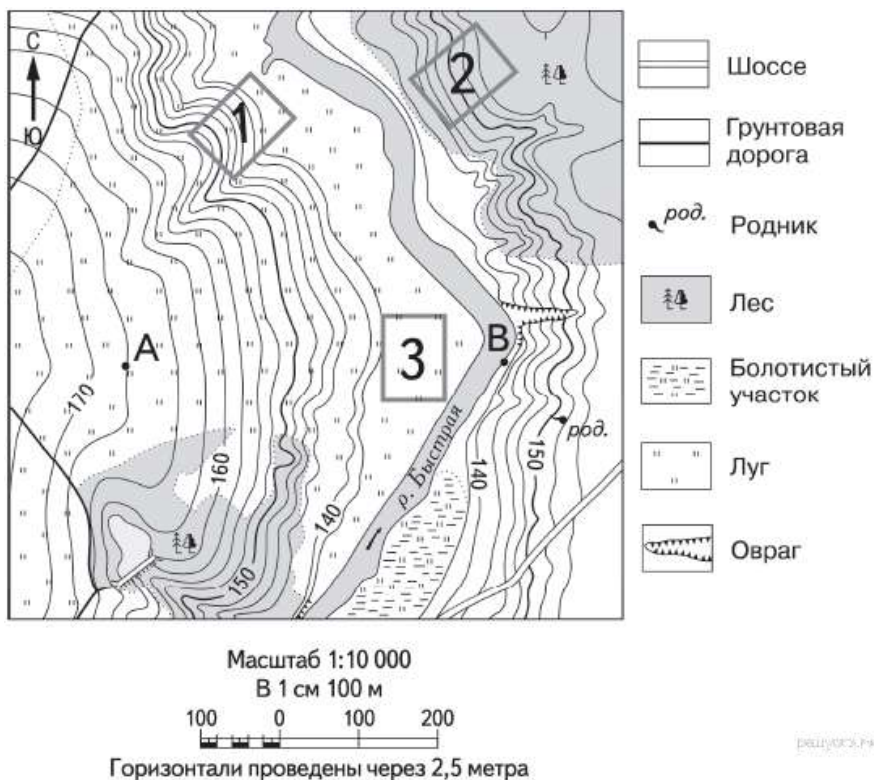 С
Ю
1
2
Шоссе
Грунтовая
дорога
род.
Родник
Лес
A
3
B
Болотистый
участок
170
р. Быстрая
род.
160
140
150
140
150
Луг
Овраг
Масштаб 1:10 000
В 1 см 100 м
100 0 100 200
Горизонтали проведены через 2,5 метра